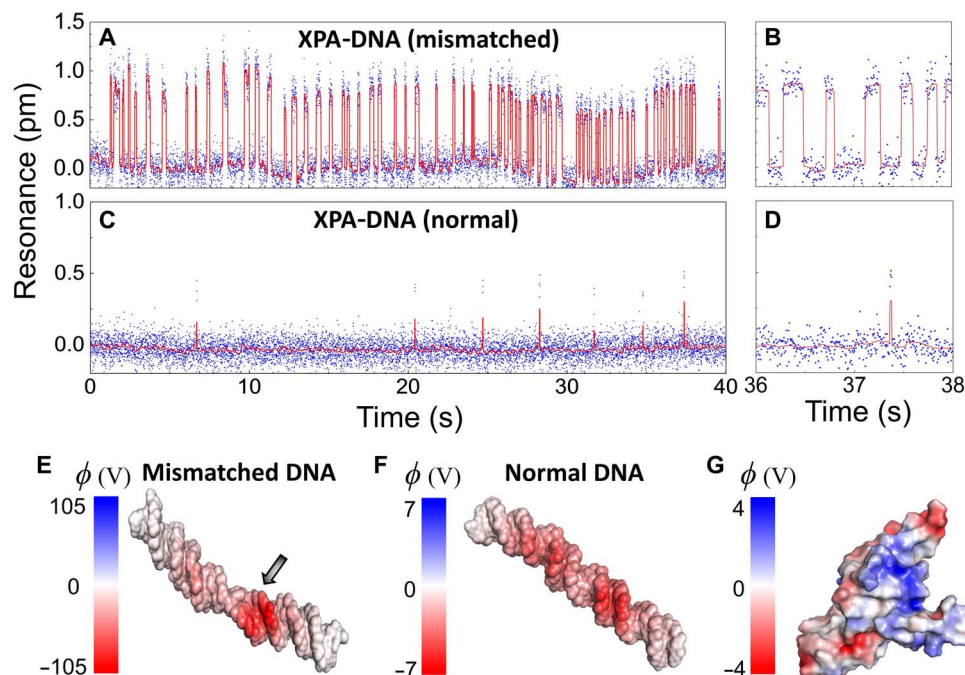 A XPA-DNA (mismatched)
B
1.5
1.0
0.5
0.0
C XPA-DNA (normal)
D
1.0
0.5
0.0
Resonance (pm)
0 10 20 30 40
36 37 38
Time (s)
Time (s)
E ϕ (V) Mismatched DNA
105
0
−105
F ϕ (V) Normal DNA
7
0
−7
G ϕ (V)
4
0
−4